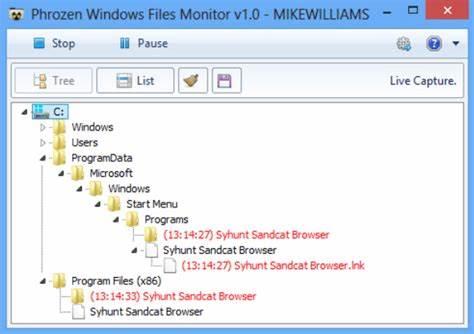 Phrozen Windows Files Monitor v1.0 - MIKEWILLIAMS
Stop Pause
Tree List Live Capture.
C:
Windows
Users
ProgramData
Microsoft
Windows
Start Menu
Programs
(13:14:27) Syhunt Sandcat Browser
Syhunt Sandcat Browser
(13:14:27) Syhunt Sandcat Browser.lnk
Program Files (x86)
(13:14:33) Syhunt Sandcat Browser
Syhunt Sandcat Browser